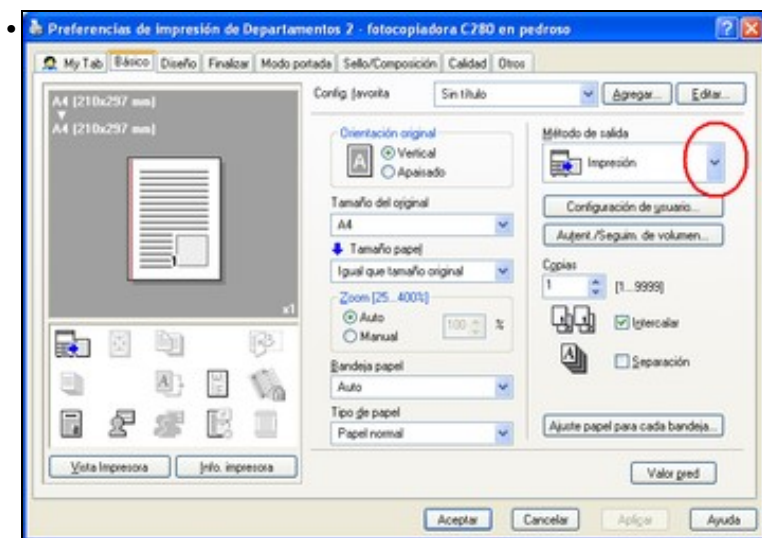 Preferencias de impresión de Departamentos 2 - fotocopiadora C280 en pedroso
My Tab Básico Diseño Finalizar Modo portada Sello/Composición Calidad Otros
A4 [210x297 mm]
A4 [210x297 mm]
x1
Vista Impresora Info. impresora
Config. favorita Sin título Agregar... Editar...
Orientación original
A
Vertical
Apaisado
Tamaño del original
A4
Tamaño papel
Igual que tamaño original
Zoom [25...400%]
Auto
Manual
100 %
Bandeja papel
Auto
Tipo de papel
Papel normal
Método de salida
Impresión
Configuración de usuario...
Autent./Seguim. de volumen...
Copias
1 [1...9999]
Intercalar
Separación
Ajuste papel para cada bandeja...
Valor pred
Aceptar Cancelar Aplicar Ayuda